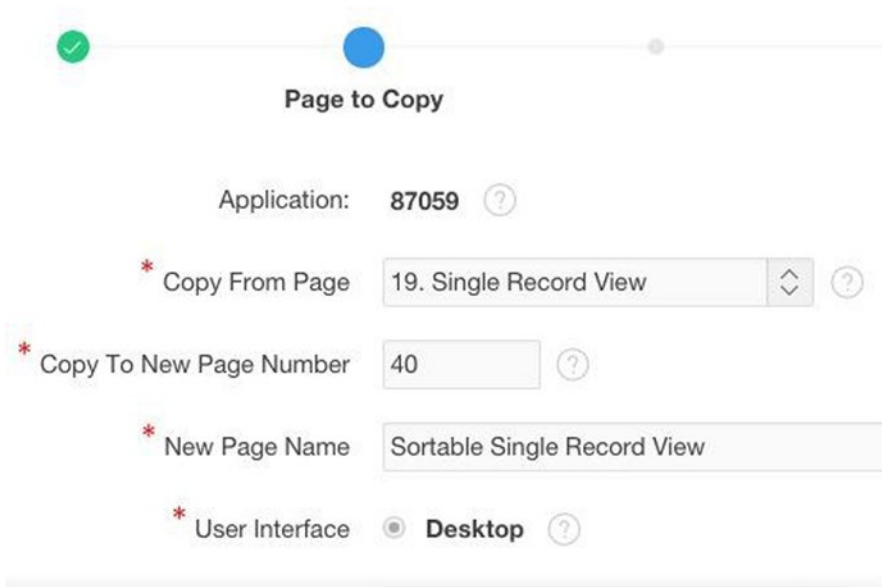 Page to Copy
Application: 87059 ?
* Copy From Page 19. Single Record View ?
* Copy To New Page Number 40 ?
* New Page Name Sortable Single Record View
* User Interface Desktop ?